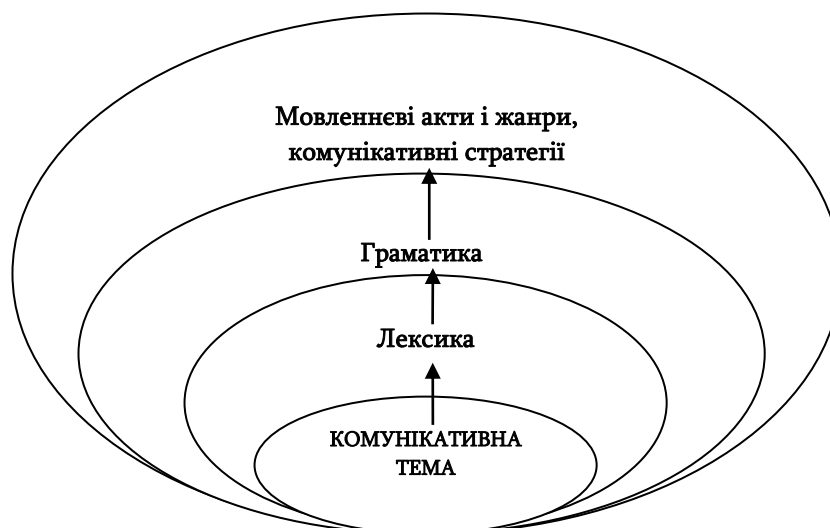 Мовленнєві акти і жанри,
комунікативні стратегії
Граматика
Лексика
КОМУНІКАТИВНА
ТЕМА